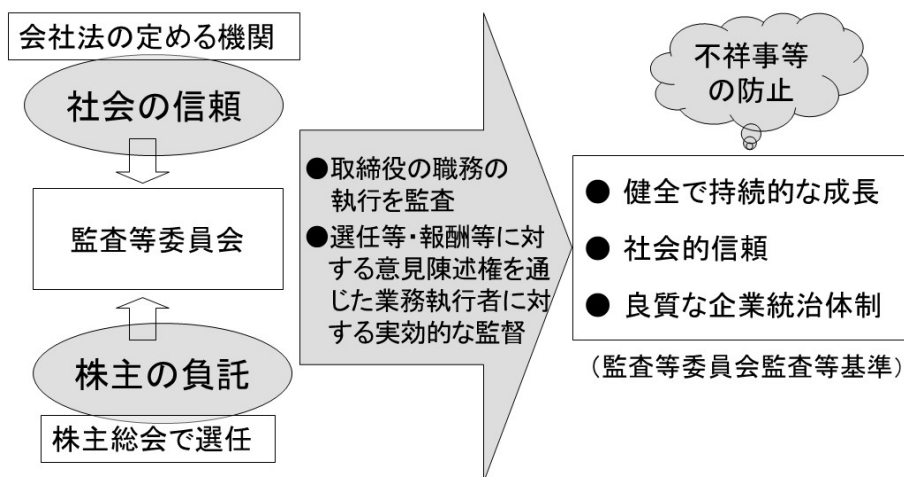 会社法の定める機関
社会の信頼
監査等委員会
株主の負託
株主総会で選任
●取締役の職務の
執行を監査
●選任等・報酬等に対
する意見陳述権を通
じた業務執行者に対
する実効的な監督
不祥事等
の防止
● 健全で持続的な成長
● 社会的信頼
● 良質な企業統治体制
（監査等委員会監査等基準）